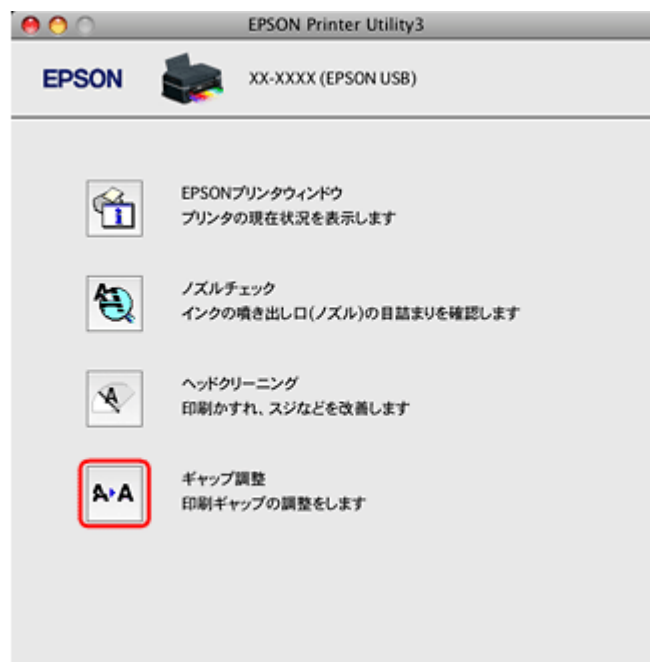 EPSON Printer Utility3
EPSON
XX-XXXX (EPSON USB)
EPSONプリンタウィンドウ
プリンタの現在状況を表示します
ノズルチェック
インクの噴き出し口(ノズル)の目詰まりを確認します
ヘッドクリーニング
印刷かすれ、スジなどを改善します
A▸A
ギャップ調整
印刷ギャップの調整をします